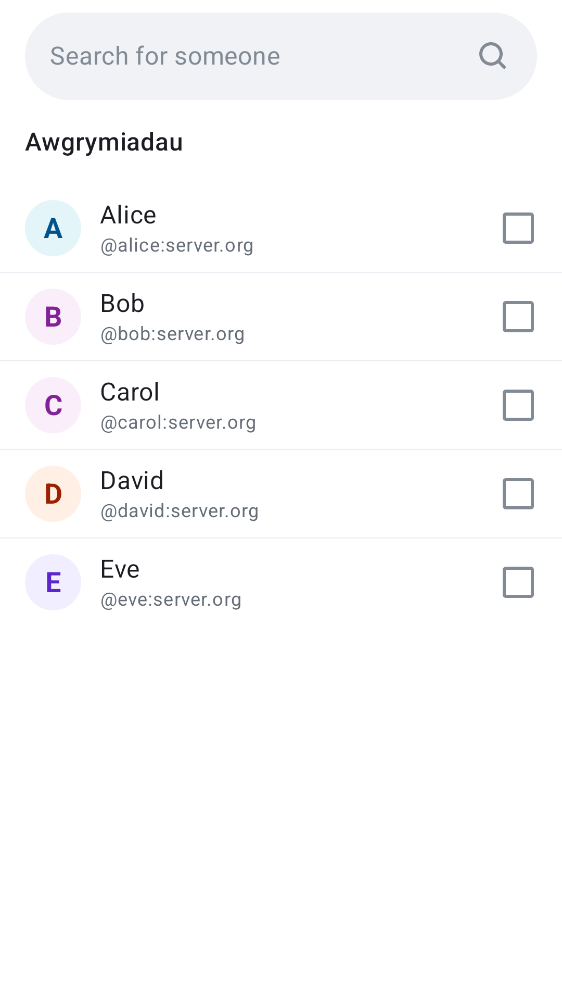 Search for someone
Awgrymiadau
A
Alice
@alice:server.org
B
Bob
@bob:server.org
C
Carol
@carol:server.org
D
David
@david:server.org
E
Eve
@eve:server.org